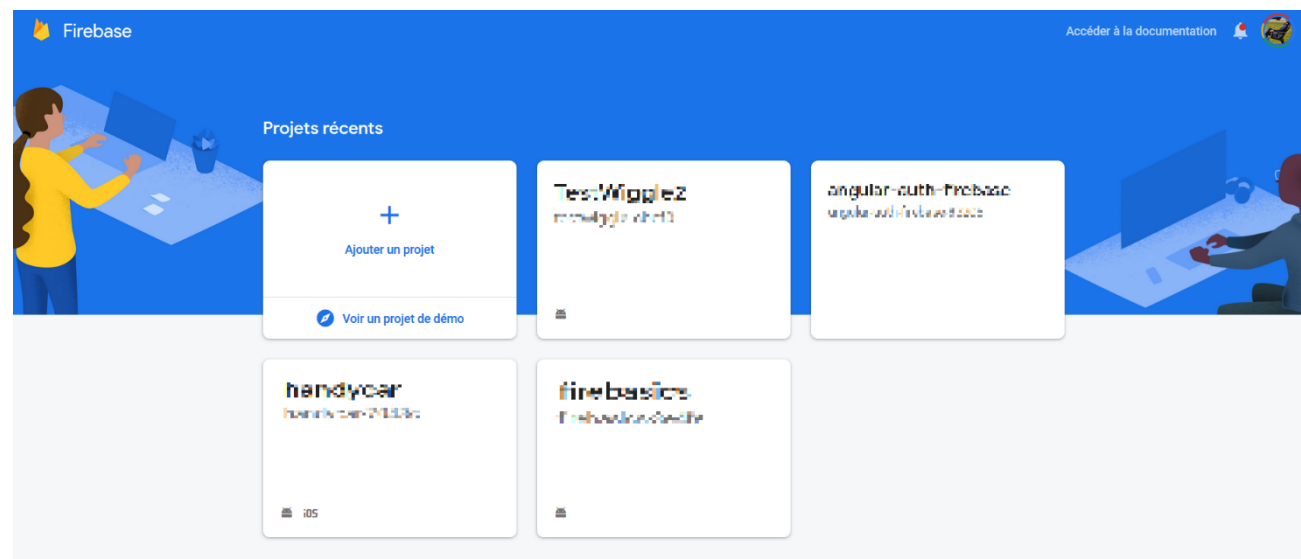 Firebase
Accéder à la documentation
Projets récents
Ajouter un projet
Voir un projet de démo
TestWiggle2
angular-auth-firebase
handycar
iOS
firebasics